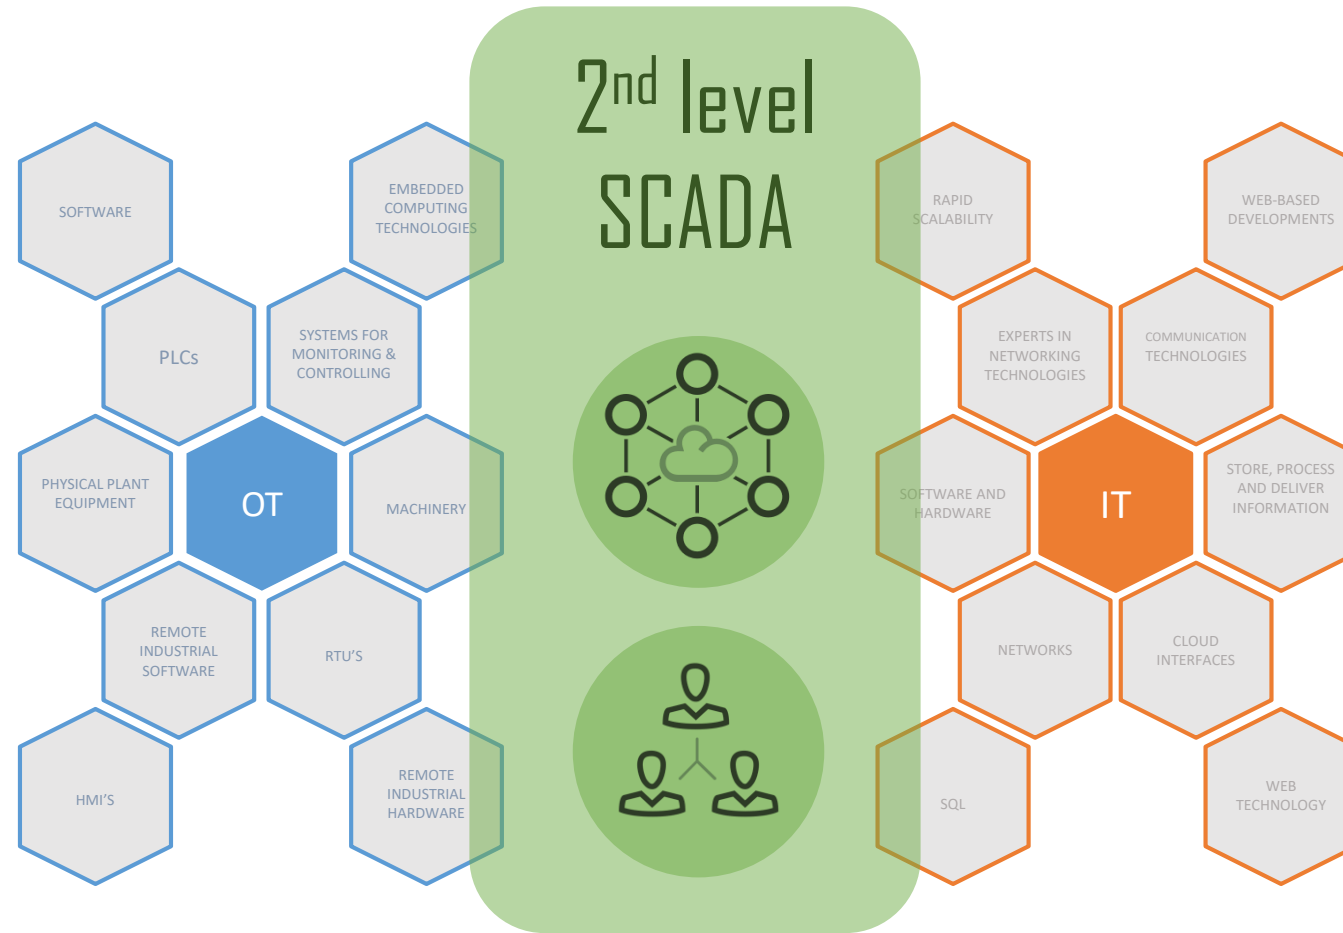 2nd level
SCADA
SOFTWARE
EMBEDDED
COMPUTING
TECHNOLOGIES
PLCs
SYSTEMS FOR
MONITORING &
CONTROLLING
PHYSICAL PLANT
EQUIPMENT
OT
MACHINERY
REMOTE
INDUSTRIAL
SOFTWARE
RTU'S
HMI'S
REMOTE
INDUSTRIAL
HARDWARE
RAPID
SCALABILITY
WEB-BASED
DEVELOPMENTS
EXPERTS IN
NETWORKING
TECHNOLOGIES
COMMUNICATION
TECHNOLOGIES
SOFTWARE AND
HARDWARE
IT
STORE, PROCESS
AND DELIVER
INFORMATION
NETWORKS
CLOUD
INTERFACES
SQL
WEB
TECHNOLOGY